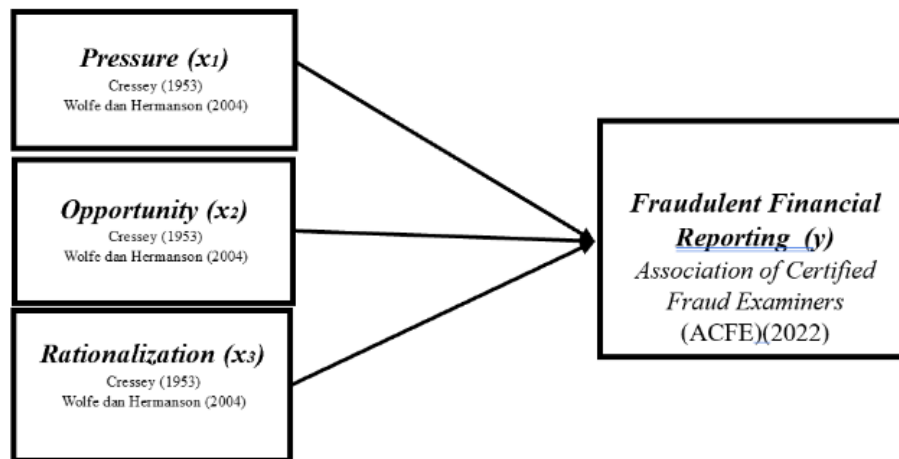 Pressure (x1)
Cressey (1953)
Wolfe dan Hermanson (2004)
Opportunity (x2)
Cressey (1953)
Wolfe dan Hermanson (2004)
Rationalization (x3)
Cressey (1953)
Wolfe dan Hermanson (2004)
Fraudulent Financial
Reporting (y)
Association of Certified
Fraud Examiners
(ACFE)(2022)